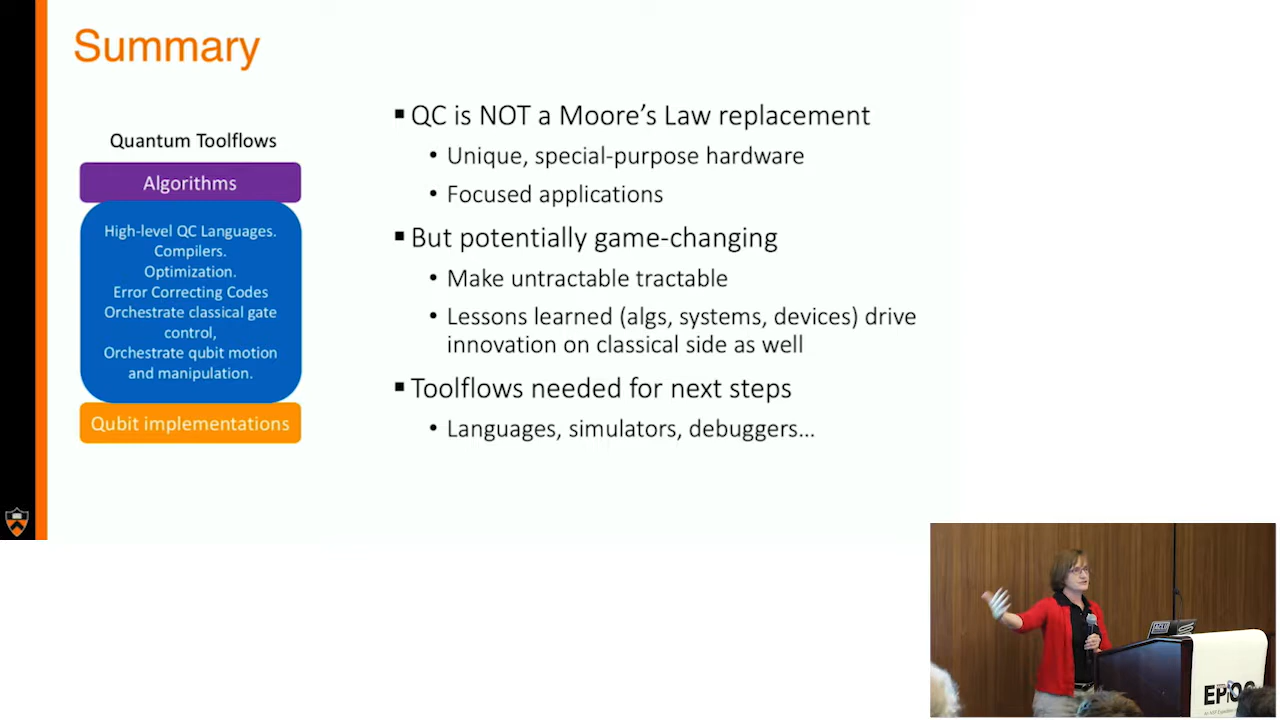 Summary
Quantum Toolflows
Algorithms
High-level QC Languages.
Compilers.
Optimization.
Error Correcting Codes
Orchestrate classical gate
control,
Orchestrate qubit motion
and manipulation.
Qubit implementations
▪ QC is NOT a Moore's Law replacement
• Unique, special-purpose hardware
• Focused applications
▪ But potentially game-changing
• Make untractable tractable
• Lessons learned (algs, systems, devices) drive
innovation on classical side as well
▪ Toolflows needed for next steps
• Languages, simulators, debuggers...
ACLU
EPiQC